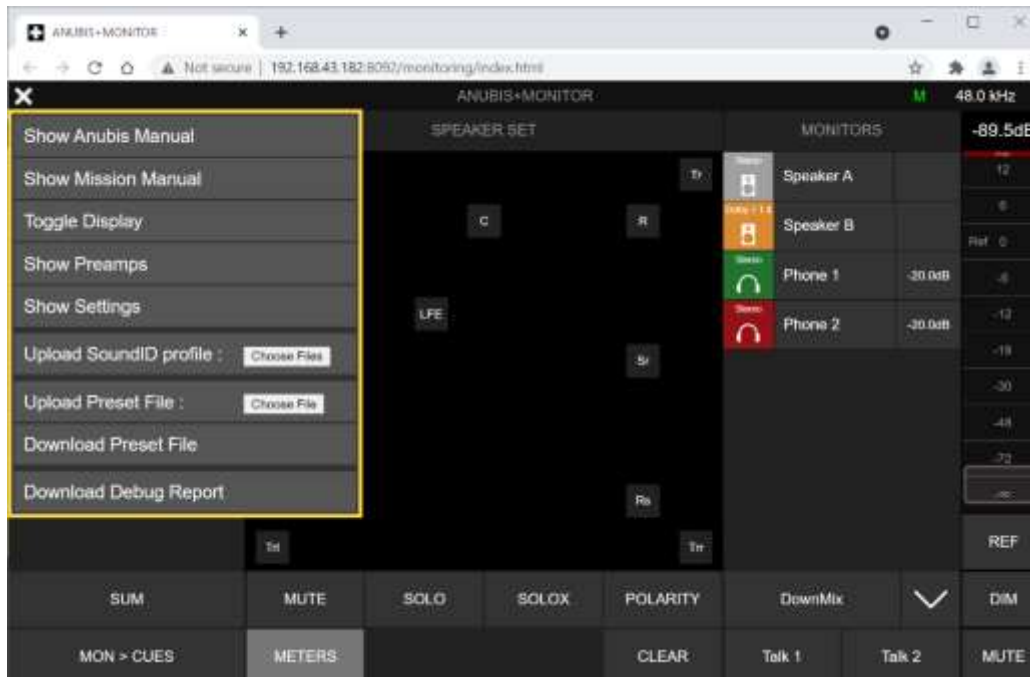 ANUBIS+MONITOR
Not secure | 192.168.43.182:8092/monitoring/index.html
ANUBIS+MONITOR M 48.0 kHz
Show Anubis Manual
Show Mission Manual
Toggle Display
Show Preamps
Show Settings
Upload SoundID profile : Choose Files
Upload Preset File : Choose File
Download Preset File
Download Debug Report
SPEAKER SET
Tr
C R
LFE
Sr
Rs
Trr
MONITORS
Stereo
Speaker A
Speaker B
Stereo
Phone 1 -20.0dB
Stereo
Phone 2 -20.0dB
-89.5dB
12
6
Ref 0
-6
-12
-19
-30
-48
-72
-∞
REF
SUM MUTE SOLO SOLOX POLARITY DownMix DIM
MON > CUES METERS CLEAR Talk 1 Talk 2 MUTE